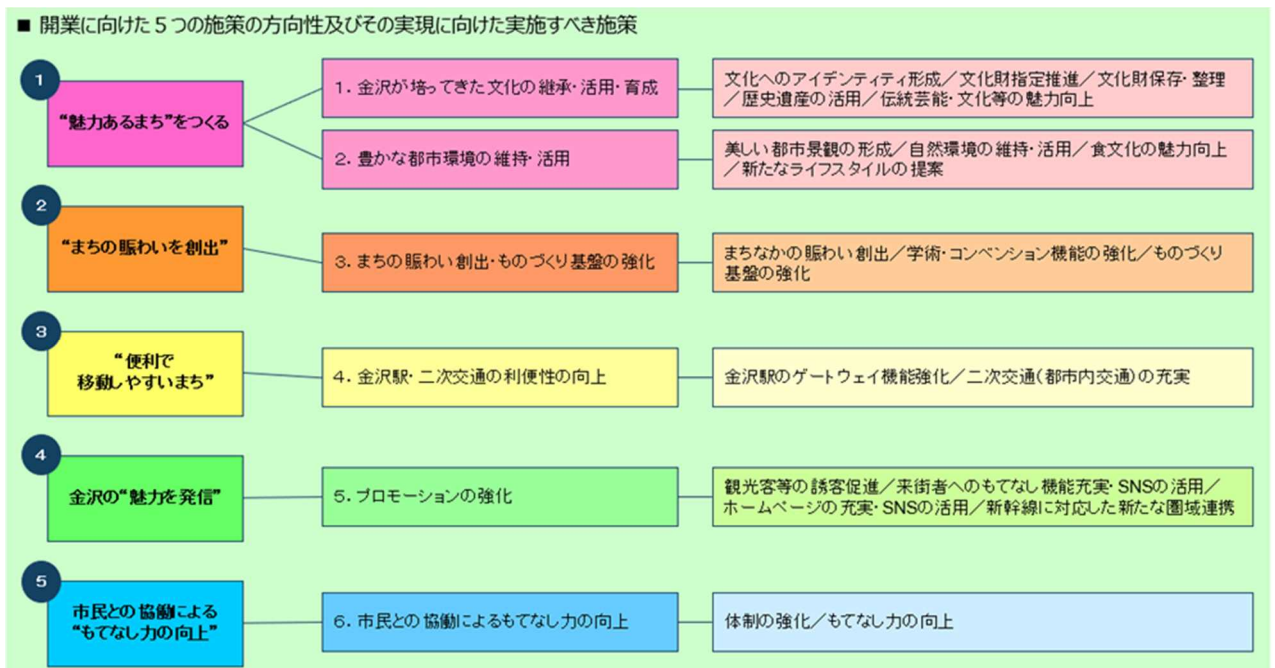 ■ 開業に向けた5つの施策の方向性及びその実現に向けた実施すべき施策
1
“魅力あるまち”をつくる
1. 金沢が培ってきた文化の継承・活用・育成
文化へのアイデンティティ形成／文化財指定推進／文化財保存・整理
／歴史遺産の活用／伝統芸能・文化等の魅力向上
2. 豊かな都市環境の維持・活用
美しい都市景観の形成／自然環境の維持・活用／食文化の魅力向上
／新たなライフスタイルの提案
2
“まちの賑わいを創出”
3. まちの賑わい創出・ものづくり基盤の強化
まちなかの賑わい創出／学術・コンベンション機能の強化／ものづくり
基盤の強化
3
“便利で
移動しやすいまち”
4. 金沢駅・二次交通の利便性の向上
金沢駅のゲートウェイ機能強化／二次交通(都市内交通)の充実
4
金沢の“魅力を発信”
5. プロモーションの強化
観光客等の誘客促進／来街者へのもてなし機能充実・SNSの活用／
ホームページの充実・SNSの活用／新幹線に対応した新たな圏域連携
5
市民との協働による
“もてなし力の向上”
6. 市民との協働によるもてなし力の向上
体制の強化／もてなし力の向上